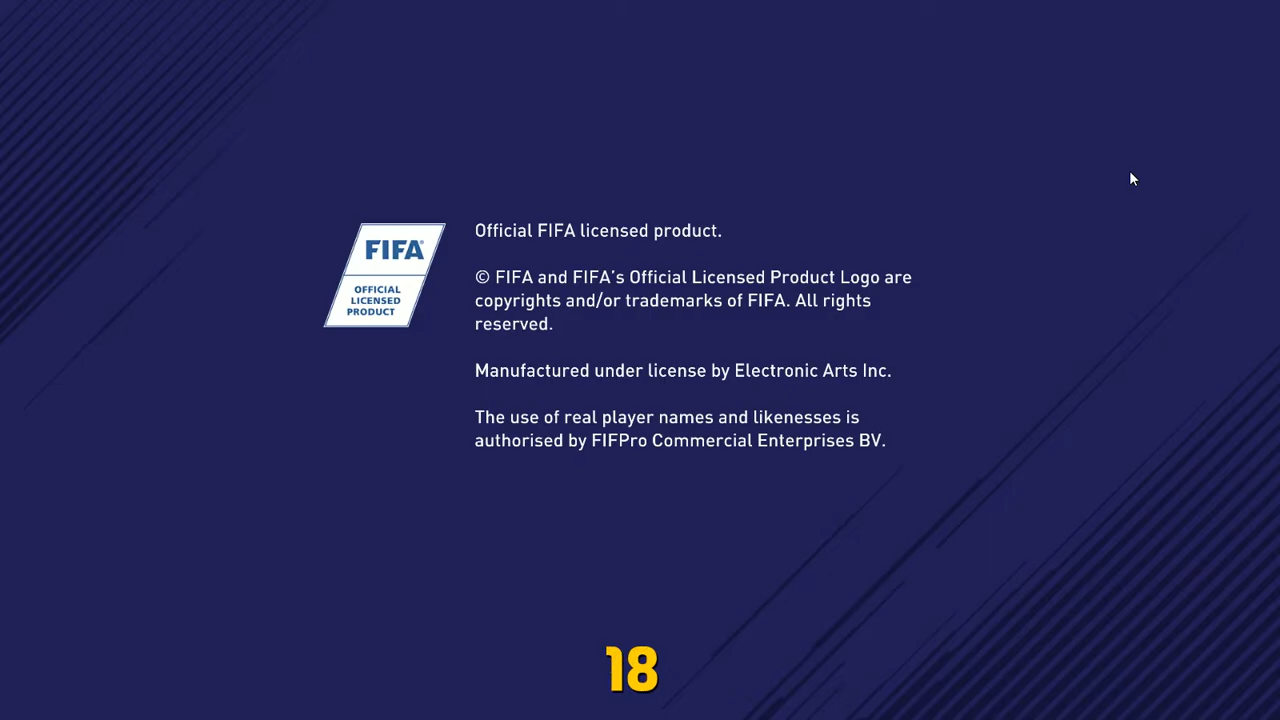 FIFA
OFFICIAL
LICENSED
PRODUCT
Official FIFA licensed product.
© FIFA and FIFA's Official Licensed Product Logo are
copyrights and/or trademarks of FIFA. All rights
reserved.
Manufactured under license by Electronic Arts Inc.
The use of real player names and likenesses is
authorised by FIFPro Commercial Enterprises BV.
18